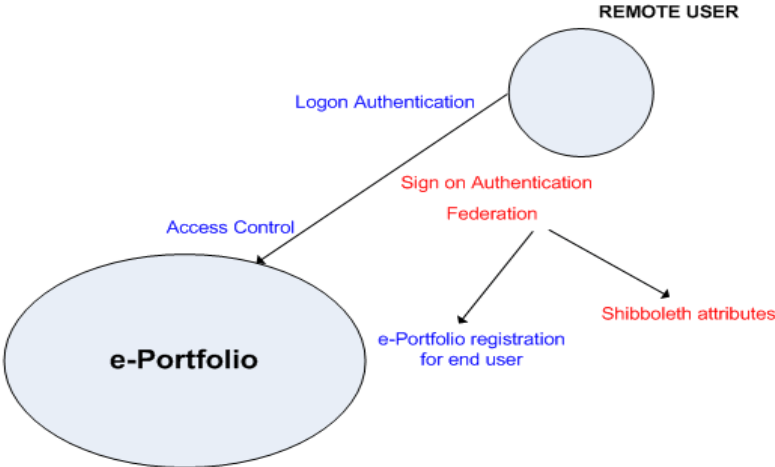 REMOTE USER
Logon Authentication
Sign on Authentication
Federation
Access Control
Shibboleth attributes
e-Portfolio registration
for end user
e-Portfolio